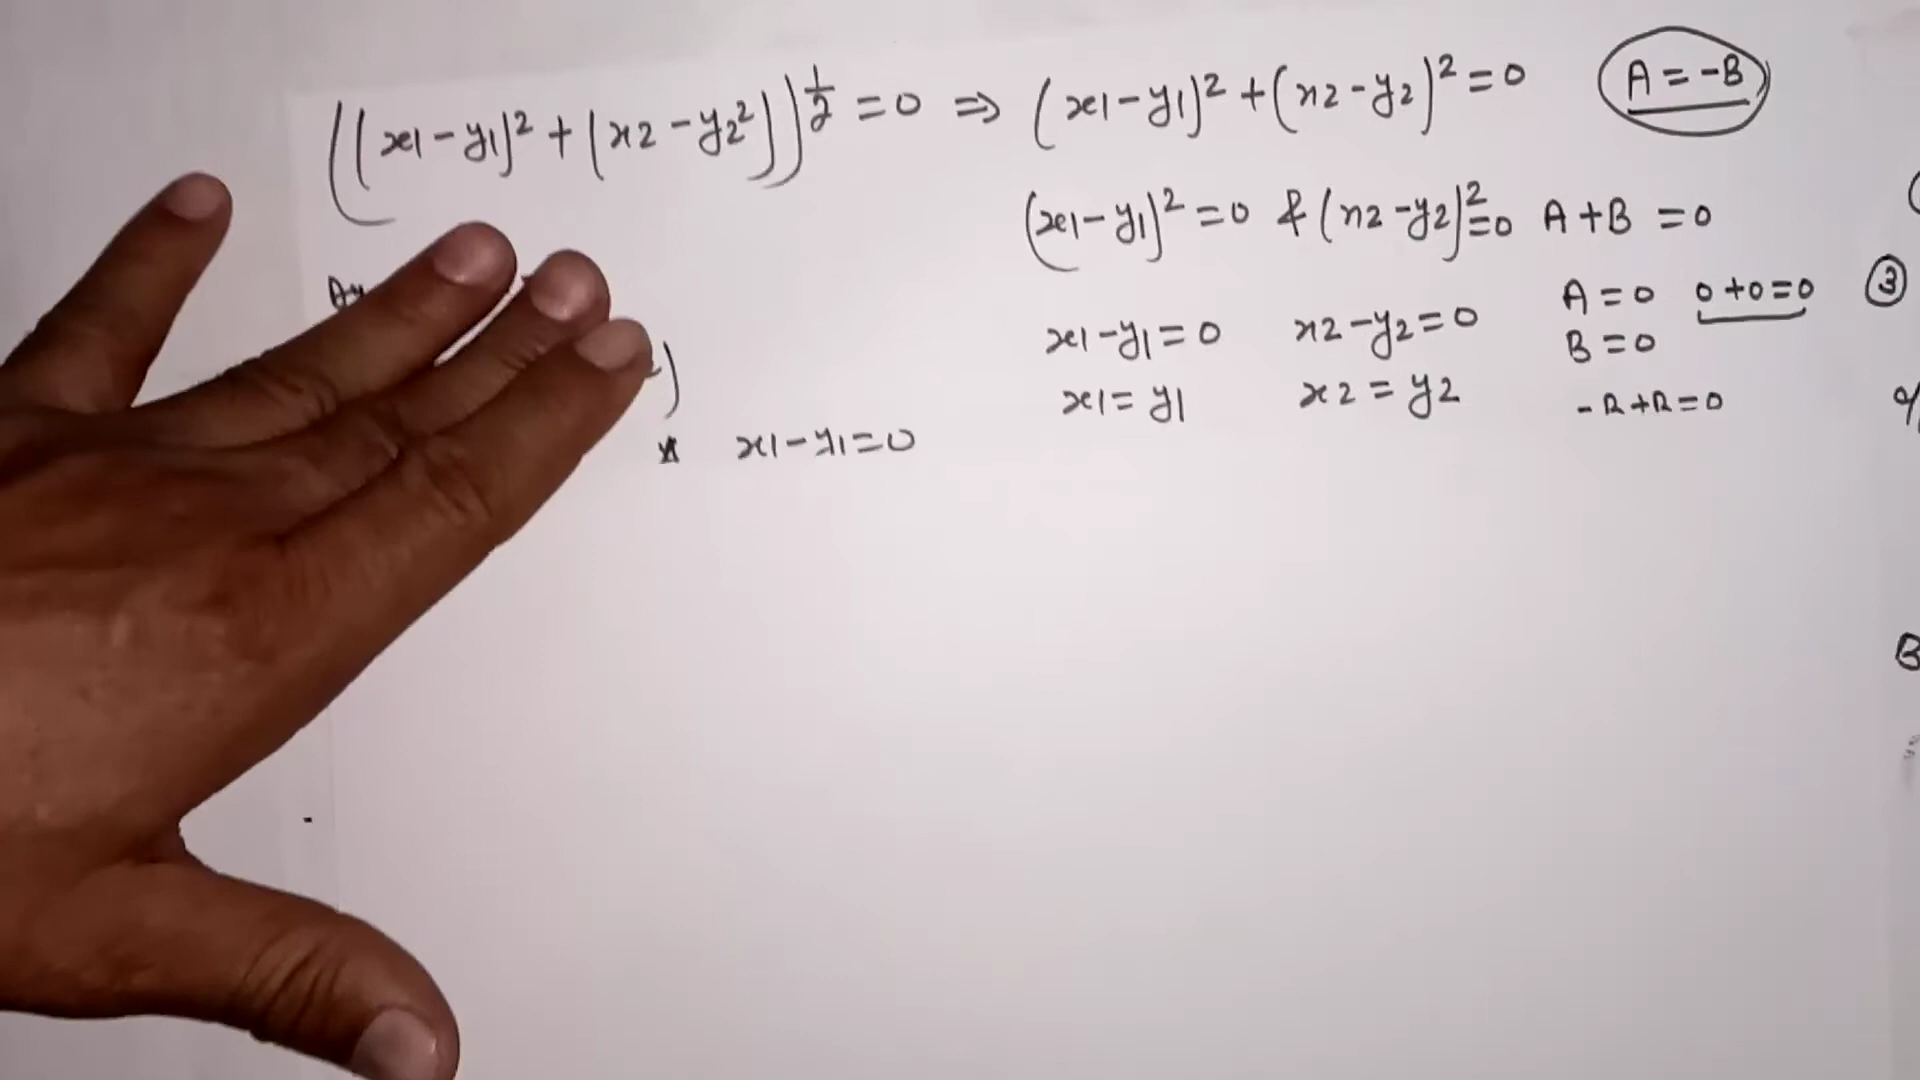 ((x1-y1)² + (x2-y2²))^1/2 = 0 ⇒ (x1-y1)² + (x2-y2)² = 0 A = -B
(x1-y1)² = 0 & (x2-y2)² = 0 A+B = 0
x1-y1 = 0 x2-y2 = 0 A = 0 0+0=0 ③
B = 0
x1 = y1 x2 = y2 -B+B=0
x1-y1=0
B